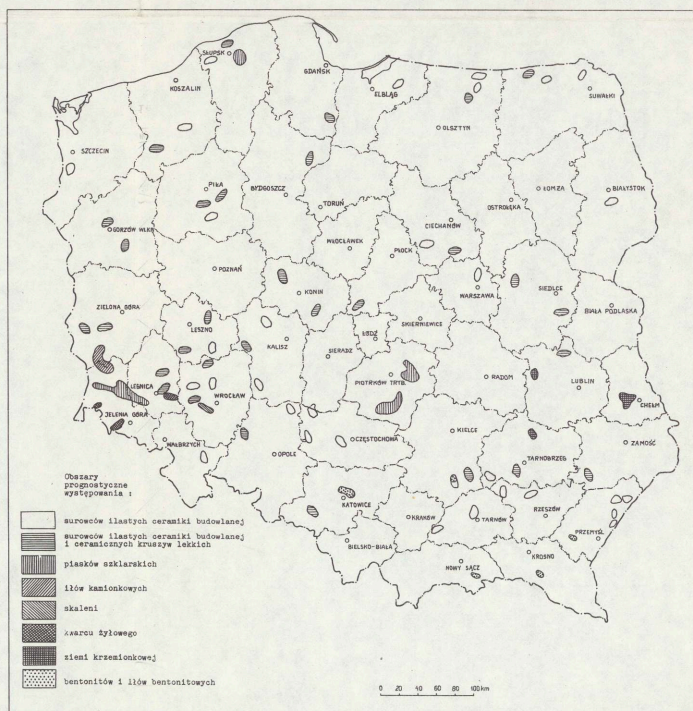 SŁUPSK
GDAŃSK
KOSZALIN
ELBLĄG
SUWAŁKI
OLSZTYN
SZCZECIN
PIŁA
BYDGOSZCZ
TORUŃ
ŁOMŻA
BIAŁYSTOK
OSTROŁĘKA
CIECHANÓW
GORZÓW WLKP.
WŁOCŁAWEK
PŁOCK
POZNAŃ
KONIN
WARSZAWA
SIEDLCE
BIAŁA PODLASKA
ZIELONA GÓRA
LESZNO
KALISZ
SIERADZ
ŁÓDŹ
SKIERNIEWICE
PIOTRKÓW TRYB.
RADOM
LUBLIN
CHEŁM
LEGNICA
WROCŁAW
JELENIA GÓRA
WAŁBRZYCH
OPOLE
CZĘSTOCHOWA
KIELCE
TARNOBRZEG
ZAMOŚĆ
KATOWICE
KRAKÓW
TARNÓW
RZESZÓW
PRZEMYŚL
BIELSKO-BIAŁA
NOWY SĄCZ
KROSNO
Obszary
prognostyczne
występowania :
surowców ilastych ceramiki budowlanej
surowców ilastych ceramiki budowlanej
i ceramicznych kruszyw lekkich
piasków szklarskich
iłów kamionkowych
skaleni
kwarcu żyłowego
ziemi krzemionkowej
bentonitów i iłów bentonitowych
0 20 40 60 80 100 km